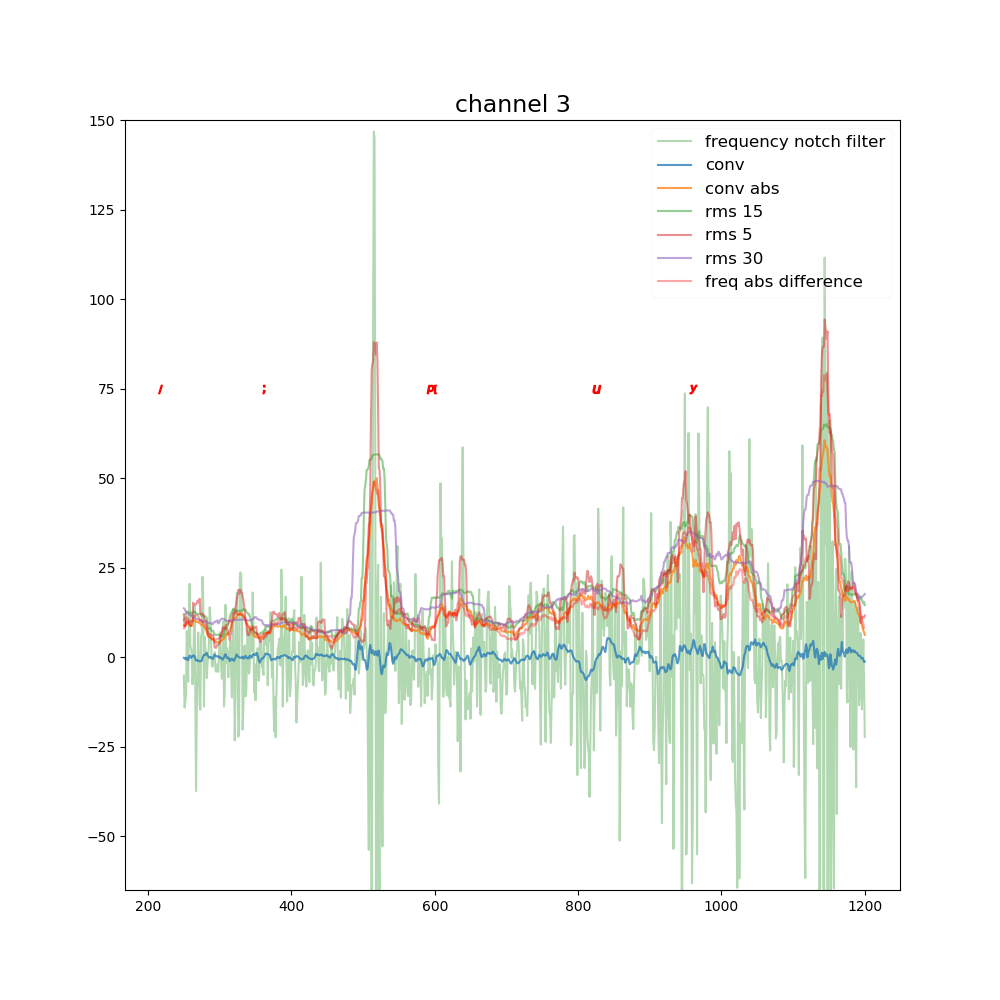 channel 3
150
125
100
75
50
25
0
−25
−50
200
400
600
800
1000
1200
frequency notch filter
conv
conv abs
rms 15
rms 5
rms 30
freq abs difference
;
u
y